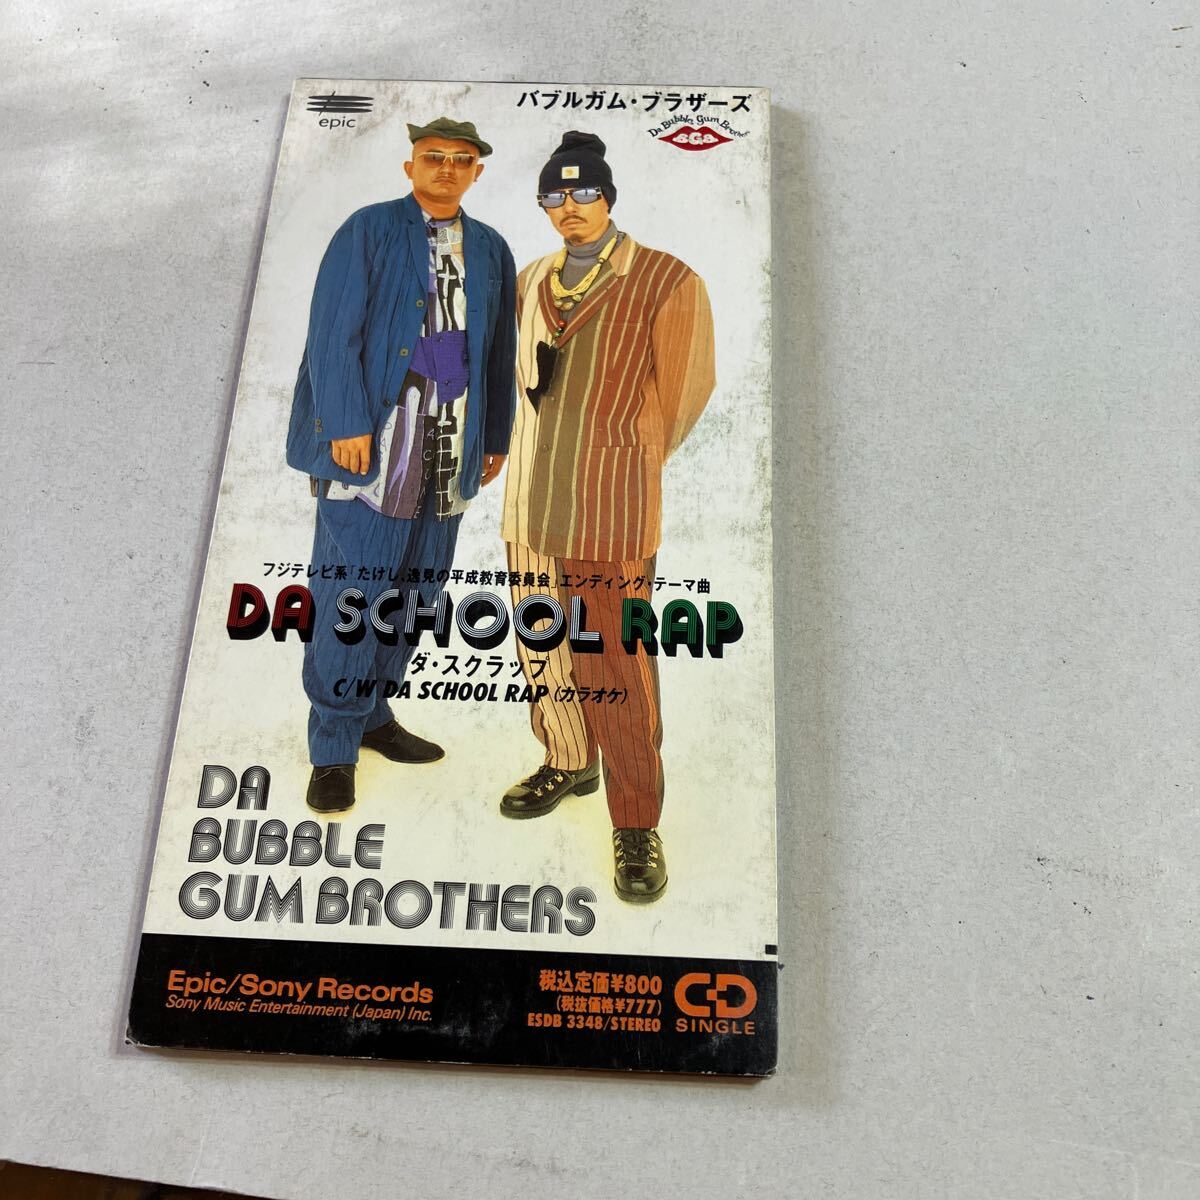 epic
バブルガム・ブラザーズ
Da Bubble Gum Brothers
B.G.B.
フジテレビ系「たけし、逸見の平成教育委員会」エンディング・テーマ曲
DA SCHOOL RAP
ダ・スクラップ
C/W DA SCHOOL RAP (カラオケ)
DA
BUBBLE
GUM BROTHERS
Epic/Sony Records
Sony Music Entertainment (Japan) Inc.
税込定価¥800
(税抜価格¥777)
ESDB 3348/STEREO
CD
SINGLE